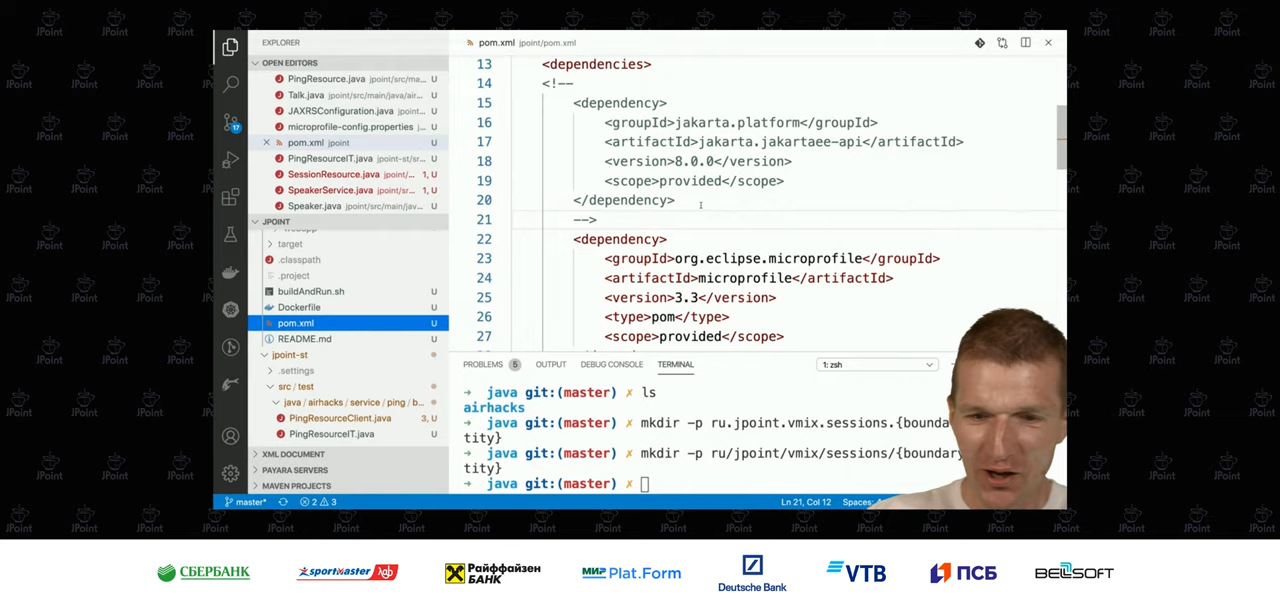 EXPLORER
OPEN EDITORS
PingResource.java jpoint/src/ma... U
Talk.java jpoint/src/main/java/air... U
JAXRSConfiguration.java jpoint... U
microprofile-config.properties j... U
pom.xml jpoint U
PingResourceIT.java jpoint-st/sr... U
SessionResource.java jpoint/... 1, U
SpeakerService.java jpoint/sr... 1, U
Speaker.java jpoint/src/main/jav... U
JPOINT
target
.classpath
.project
buildAndRun.sh U
Dockerfile U
pom.xml U
README.md U
jpoint-st
.settings
src / test
java / airhacks / service / ping / b...
PingResourceClient.java 3, U
PingResourceIT.java U
XML DOCUMENT
PAYARA SERVERS
MAVEN PROJECTS
17
pom.xml jpoint/pom.xml
13 <dependencies>
14 <!--
15 <dependency>
16 <groupId>jakarta.platform</groupId>
17 <artifactId>jakarta.jakartaee-api</artifactId>
18 <version>8.0.0</version>
19 <scope>provided</scope>
20 </dependency>
21 -->
22 <dependency>
23 <groupId>org.eclipse.microprofile</groupId>
24 <artifactId>microprofile</artifactId>
25 <version>3.3</version>
26 <type>pom</type>
27 <scope>provided</scope>
PROBLEMS 5 OUTPUT DEBUG CONSOLE TERMINAL 1: zsh
→ java git:(master) ✗ ls
airhacks
→ java git:(master) ✗ mkdir -p ru.jpoint.vmix.sessions.{bounda
tity}
→ java git:(master) ✗ mkdir -p ru/jpoint/vmix/sessions/{boundary
tity}
→ java git:(master) ✗
master* 2 3 Ln 21, Col 12 Spaces:
JPoint
СБЕРБАНК sportmaster lab Райффайзен БАНК МИР Plat.Form Deutsche Bank VTB ПСБ BELLSOFT